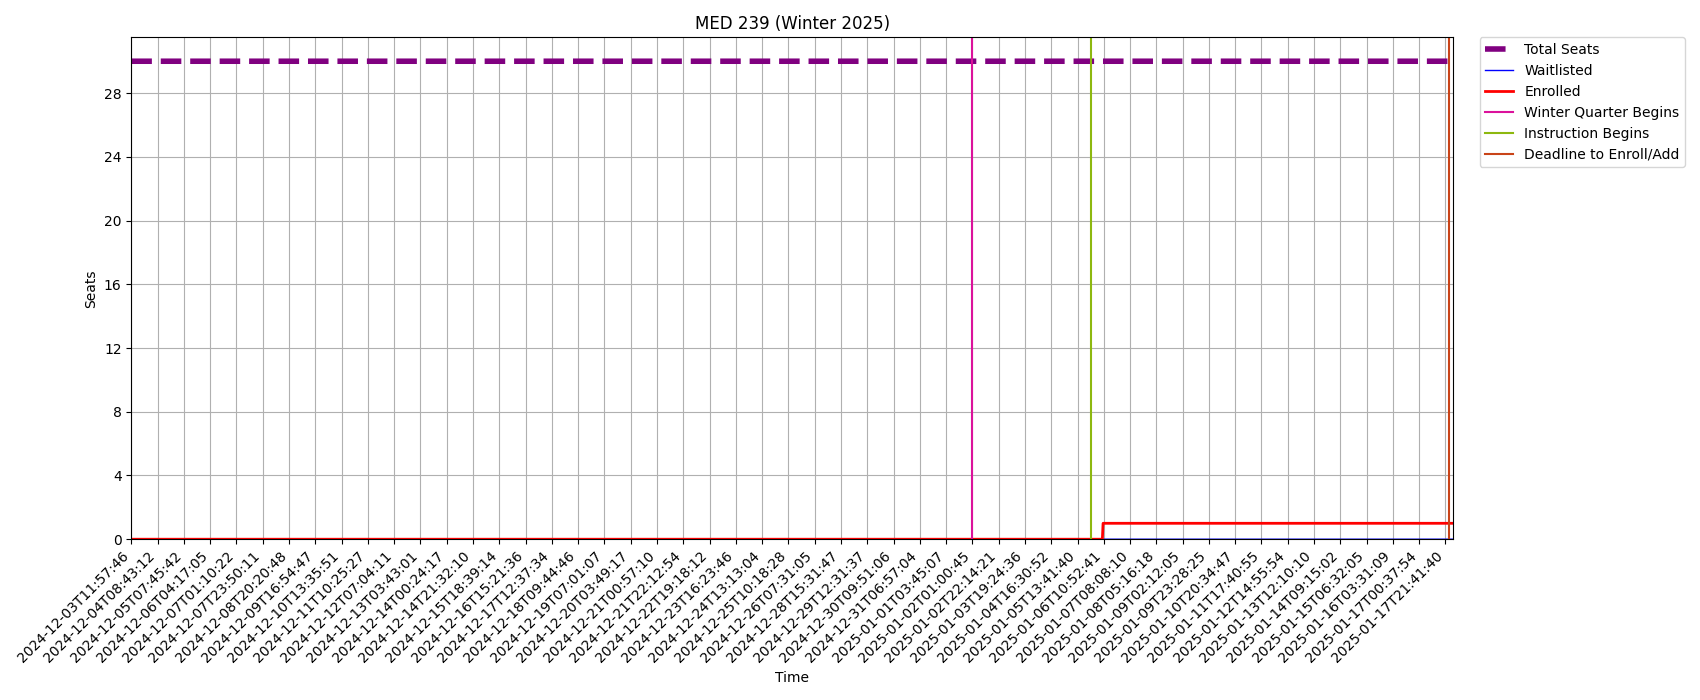 MED 239 (Winter 2025)
Total Seats
Waitlisted
Enrolled
Winter Quarter Begins
Instruction Begins
Deadline to Enroll/Add
Seats
28
24
20
16
12
8
4
0
2024-12-03T11:57:46
2024-12-04T08:43:12
2024-12-05T07:45:42
2024-12-06T04:17:05
2024-12-07T01:10:22
2024-12-07T23:50:11
2024-12-08T20:20:48
2024-12-09T16:54:47
2024-12-10T13:35:51
2024-12-11T10:25:27
2024-12-12T07:04:11
2024-12-13T03:43:01
2024-12-14T00:24:17
2024-12-14T21:32:10
2024-12-15T18:39:14
2024-12-16T15:21:36
2024-12-17T12:37:34
2024-12-18T09:44:46
2024-12-19T07:01:07
2024-12-20T03:49:17
2024-12-21T00:57:10
2024-12-21T22:12:54
2024-12-22T19:18:12
2024-12-23T16:23:46
2024-12-24T13:13:04
2024-12-25T10:18:28
2024-12-26T07:31:05
2024-12-28T15:31:47
2024-12-29T12:31:37
2024-12-30T09:51:06
2024-12-31T06:57:04
2025-01-01T03:45:07
2025-01-02T01:00:45
2025-01-02T22:14:21
2025-01-03T19:24:36
2025-01-04T16:30:52
2025-01-05T13:41:40
2025-01-06T10:52:41
2025-01-07T08:08:10
2025-01-08T05:16:18
2025-01-09T02:12:05
2025-01-09T23:28:25
2025-01-10T20:34:47
2025-01-11T17:40:55
2025-01-12T14:55:54
2025-01-13T12:10:10
2025-01-14T09:15:02
2025-01-15T06:32:05
2025-01-16T03:31:09
2025-01-17T00:37:54
2025-01-17T21:41:40
Time